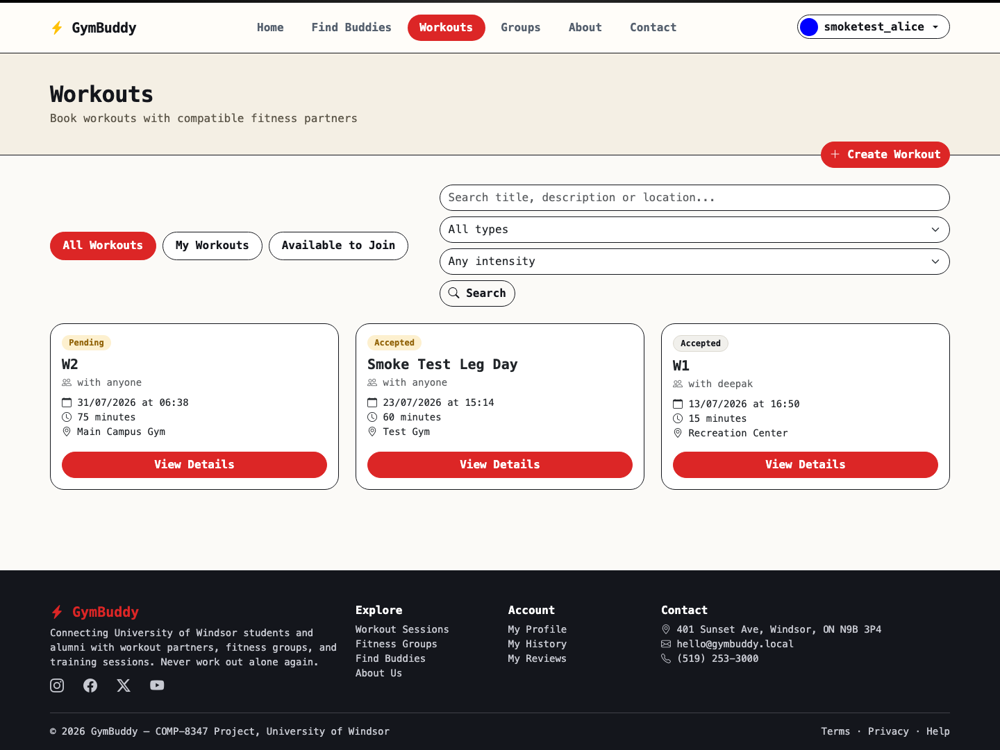 GymBuddy
Home
Find Buddies
Workouts
Groups
About
Contact
smoketest_alice
Workouts
Book workouts with compatible fitness partners
Create Workout
All Workouts
My Workouts
Available to Join
Search title, description or location...
All types
Any intensity
Search
Pending
W2
with anyone
31/07/2026 at 06:38
75 minutes
Main Campus Gym
View Details
Accepted
Smoke Test Leg Day
with anyone
23/07/2026 at 15:14
60 minutes
Test Gym
View Details
Accepted
W1
with deepak
13/07/2026 at 16:50
15 minutes
Recreation Center
View Details
GymBuddy
Connecting University of Windsor students and
alumni with workout partners, fitness groups, and
training sessions. Never work out alone again.
Explore
Workout Sessions
Fitness Groups
Find Buddies
About Us
Account
My Profile
My History
My Reviews
Contact
401 Sunset Ave, Windsor, ON N9B 3P4
hello@gymbuddy.local
(519) 253-3000
© 2026 GymBuddy — COMP-8347 Project, University of Windsor
Terms · Privacy · Help